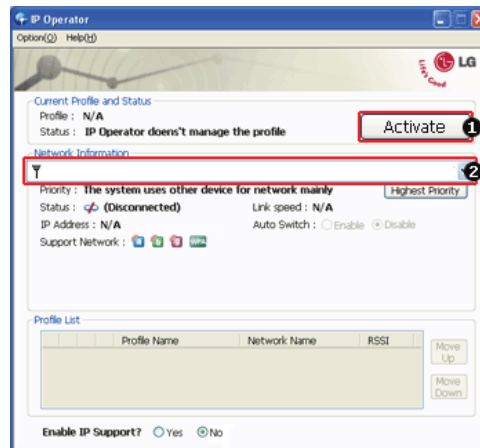 IP Operator
Option(O) Help(H)
Life's Good
LG
Current Profile and Status
Profile : N/A
Status : IP Operator doens't manage the profile
Activate
1
Network Information
2
Priority : The system uses other device for network mainly
Highest Priority
Status : (Disconnected)
Link speed : N/A
IP Address : N/A
Auto Switch : Enable Disable
Support Network : a b g WPA
Profile List
Profile Name Network Name RSSI
Move Up
Move Down
Enable IP Support? Yes No